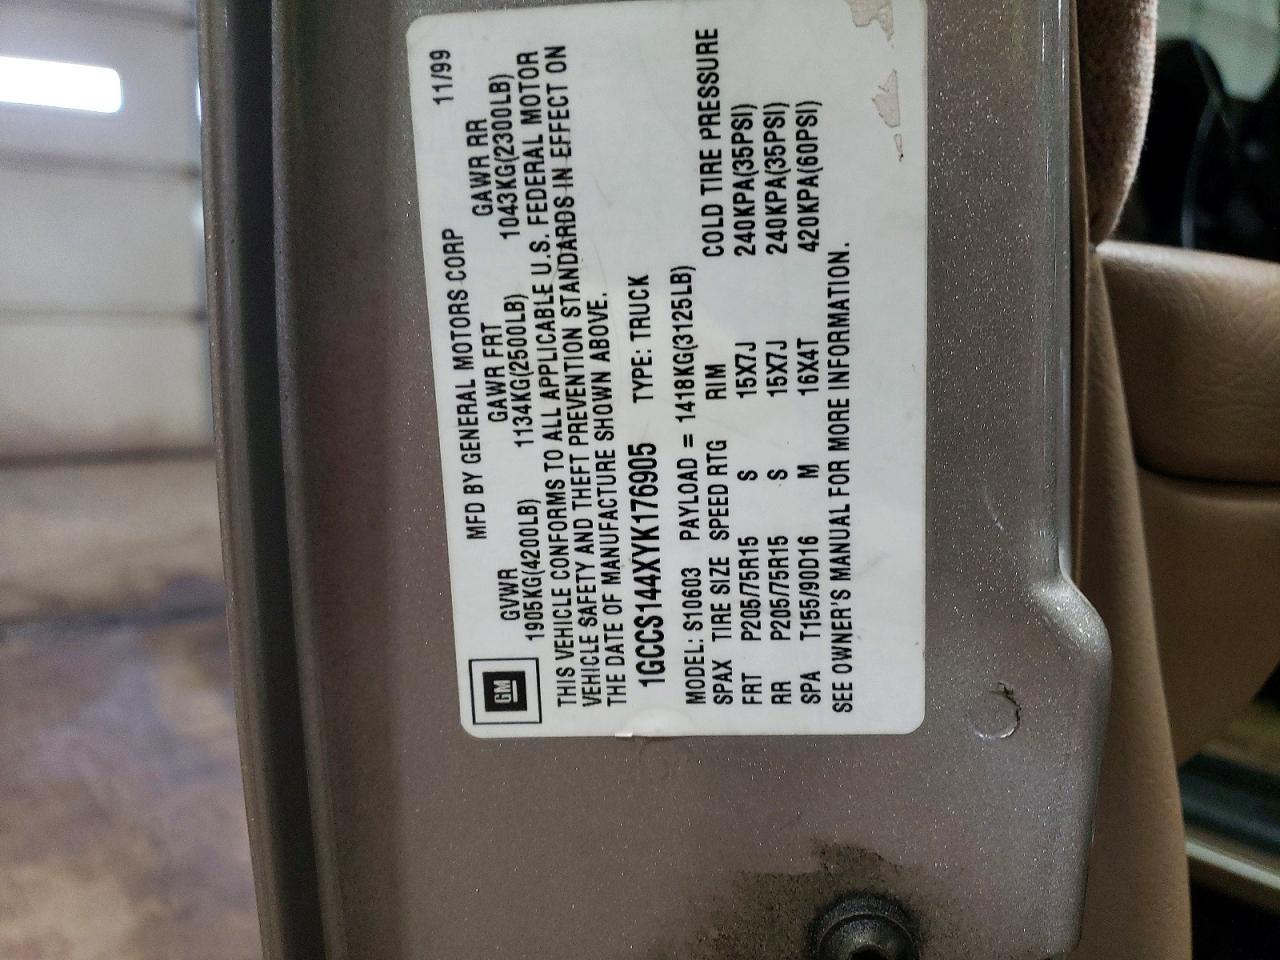 GM
MFD BY GENERAL MOTORS CORP 11/99
GVWR GAWR FRT GAWR RR
1905KG(4200LB) 1134KG(2500LB) 1043KG(2300LB)
THIS VEHICLE CONFORMS TO ALL APPLICABLE U.S. FEDERAL MOTOR
VEHICLE SAFETY AND THEFT PREVENTION STANDARDS IN EFFECT ON
THE DATE OF MANUFACTURE SHOWN ABOVE.
1GCCS144XYK176905 TYPE: TRUCK
MODEL: S10603 PAYLOAD = 1418KG(3125LB)
SPAX TIRE SIZE SPEED RTG RIM COLD TIRE PRESSURE
FRT P205/75R15 S 15X7J 240KPA(35PSI)
RR P205/75R15 S 15X7J 240KPA(35PSI)
SPA T155/90D16 M 16X4T 420KPA(60PSI)
SEE OWNER'S MANUAL FOR MORE INFORMATION.